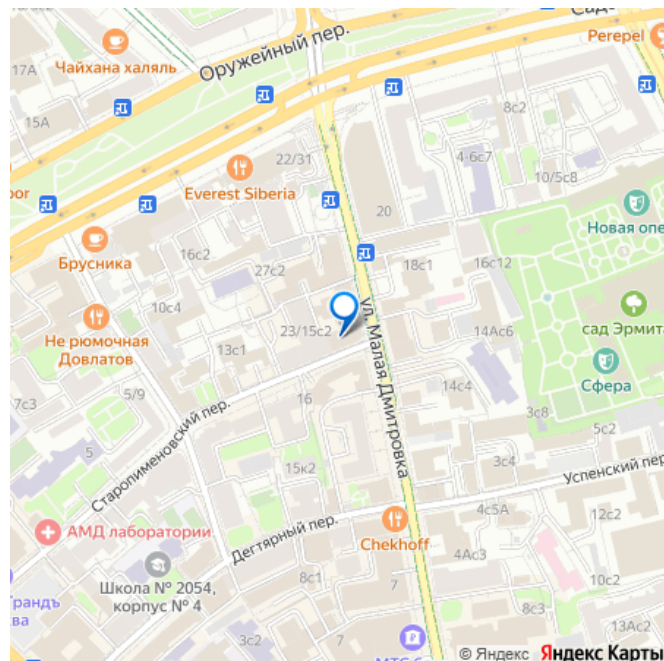 Садо
Оружейный пер.
Perepel
Чайхана халяль
17А
8с2
15А
22/31
4-6с7
10/5с8
Everest Siberia
20
Новая опе
Брусника
16с2
27с2
18с1
16с12
10с4
Не рюмочная
Довлатов
23/15с2
ул. Малая Дмитровка
14Ас6
сад Эрмита
13с1
Сфера
7с3
5/9
14с4
3с8
16
Старопименовский пер.
5с2
5
15к2
3с4
Успенский пер
АМД лаборатории
Дегтярный пер.
4с5А
12с2
Chekhoff
4Ас3
Школа № 2054,
корпус № 4
8с1
7
10с2
Грандъ
ва
8с3
13Ас2
3с2
© Яндекс Яндекс Карты